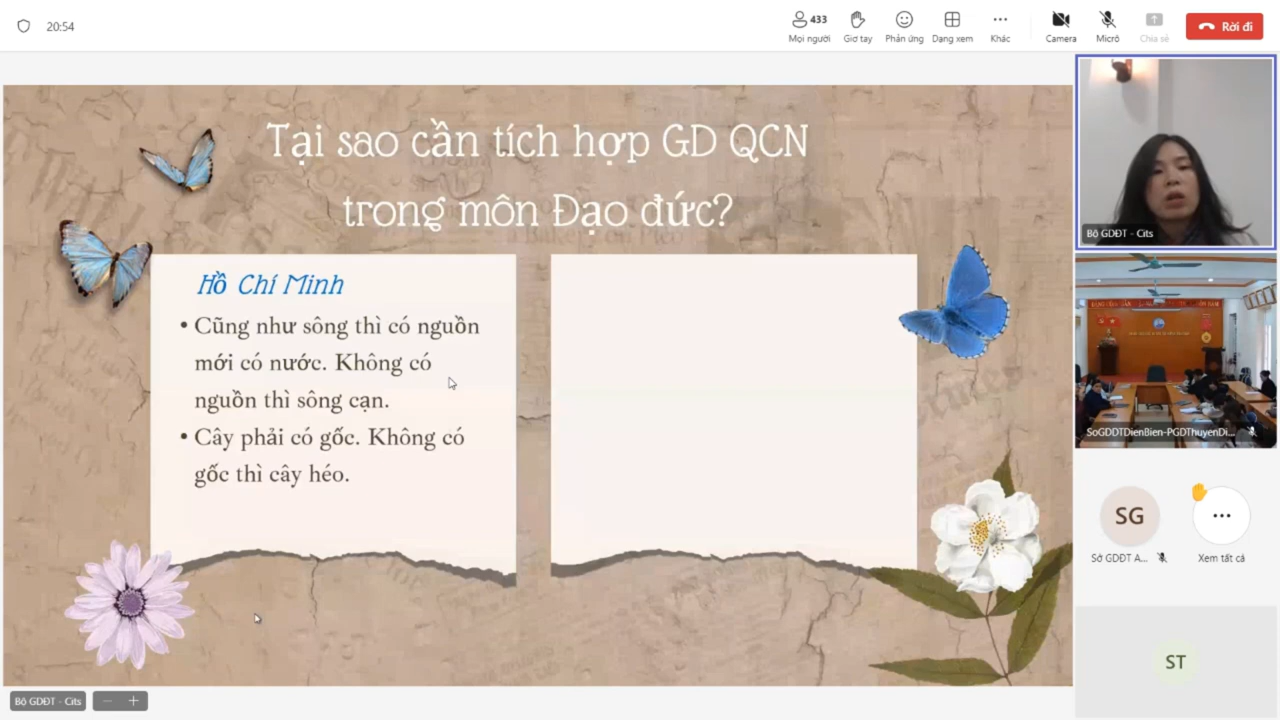 20:54
433
Mọi người
Giơ tay
Phản ứng
Dạng xem
Khác
Camera
Micrô
Chia sẻ
Rời đi
Tại sao cần tích hợp GD QCN
trong môn Đạo đức?
Hồ Chí Minh
• Cũng như sông thì có nguồn
mới có nước. Không có
nguồn thì sông cạn.
• Cây phải có gốc. Không có
gốc thì cây héo.
Bộ GDĐT - Cits
SoGDDTDienBien-PGDThuyenDi...
SG
Sở GDĐT A...
Xem tất cả
ST
Bộ GDĐT - Cits